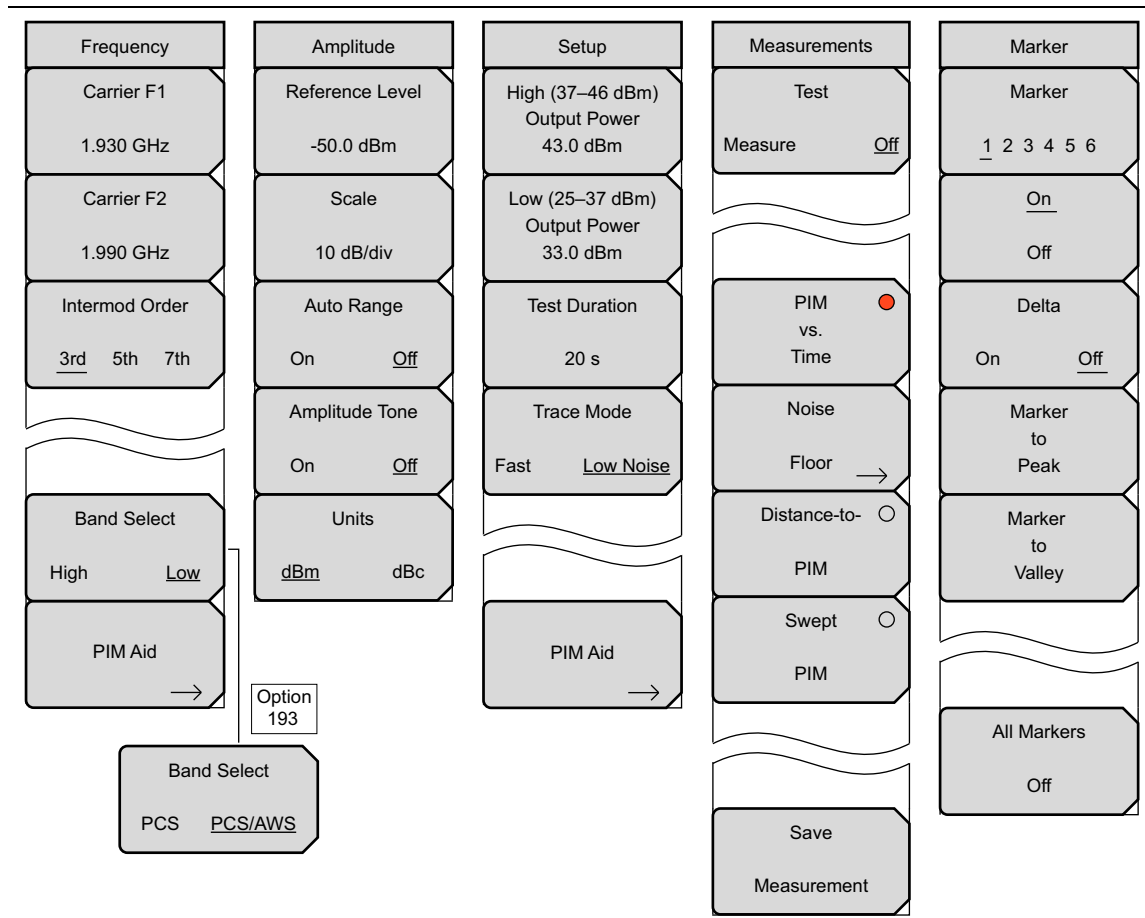 Frequency
Carrier F1
1.930 GHz
Carrier F2
1.990 GHz
Intermod Order
3rd 5th 7th
Band Select
High Low
PIM Aid
Option
193
Band Select
PCS PCS/AWS
Amplitude
Reference Level
-50.0 dBm
Scale
10 dB/div
Auto Range
On Off
Amplitude Tone
On Off
Units
dBm dBc
Setup
High (37–46 dBm)
Output Power
43.0 dBm
Low (25–37 dBm)
Output Power
33.0 dBm
Test Duration
20 s
Trace Mode
Fast Low Noise
PIM Aid
Measurements
Test
Measure Off
PIM
vs.
Time
Noise
Floor
Distance-to-
PIM
Swept
PIM
Save
Measurement
Marker
Marker
1 2 3 4 5 6
On
Off
Delta
On Off
Marker
to
Peak
Marker
to
Valley
All Markers
Off